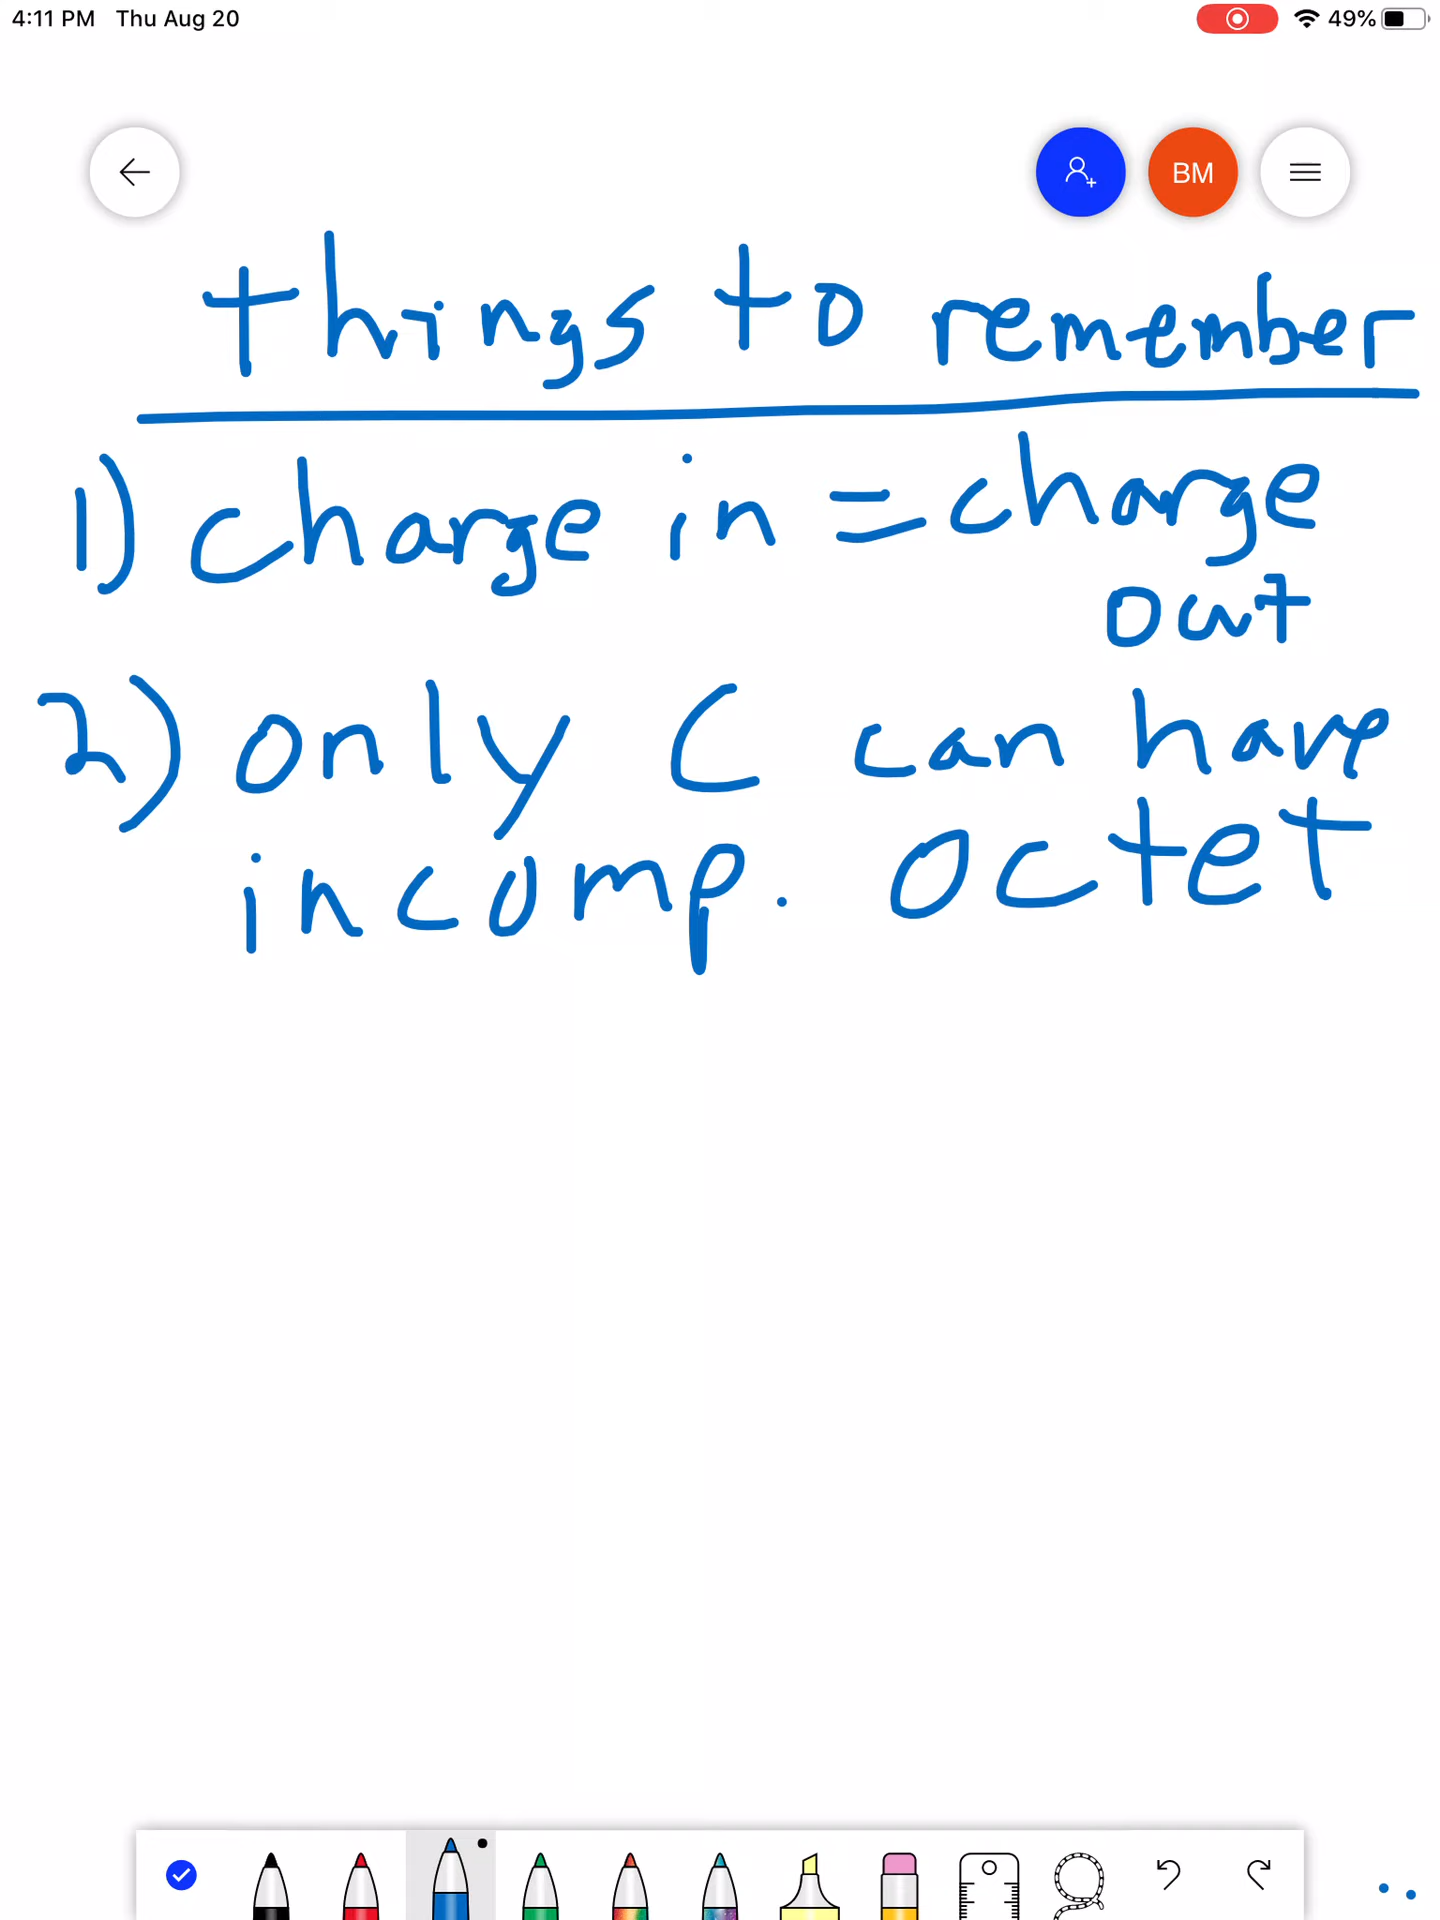 4:11 PM Thu Aug 20 49%
BM
things to remember
1) charge in = charge
out
2) only C can have
incomp. octet